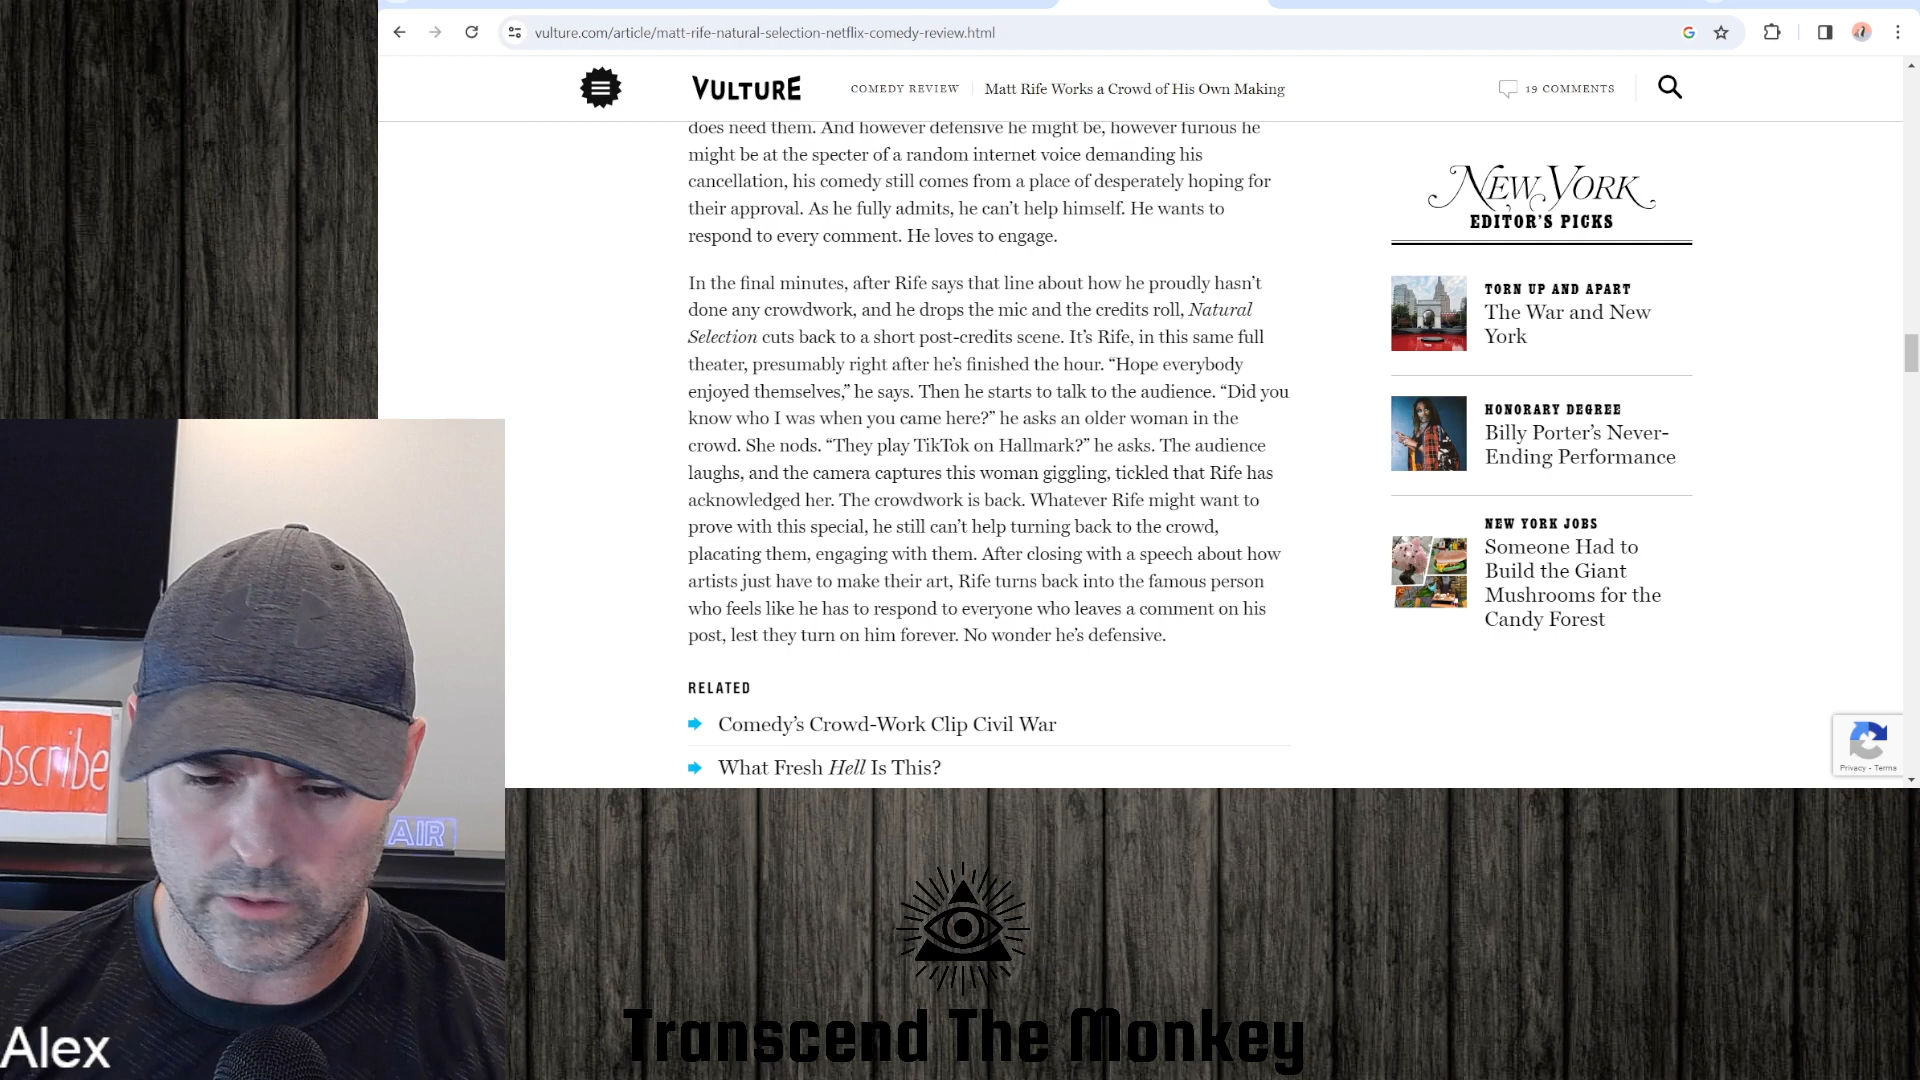 vulture.com/article/matt-rife-natural-selection-netflix-comedy-review.html
VULTURE
COMEDY REVIEW
Matt Rife Works a Crowd of His Own Making
19 COMMENTS
does need them. And however defensive he might be, however furious he
might be at the specter of a random internet voice demanding his
cancellation, his comedy still comes from a place of desperately hoping for
their approval. As he fully admits, he can’t help himself. He wants to
respond to every comment. He loves to engage.
In the final minutes, after Rife says that line about how he proudly hasn’t
done any crowdwork, and he drops the mic and the credits roll, Natural
Selection cuts back to a short post-credits scene. It’s Rife, in this same full
theater, presumably right after he’s finished the hour. “Hope everybody
enjoyed themselves,” he says. Then he starts to talk to the audience. “Did you
know who I was when you came here?” he asks an older woman in the
crowd. She nods. “They play TikTok on Hallmark?” he asks. The audience
laughs, and the camera captures this woman giggling, tickled that Rife has
acknowledged her. The crowdwork is back. Whatever Rife might want to
prove with this special, he still can’t help turning back to the crowd,
placating them, engaging with them. After closing with a speech about how
artists just have to make their art, Rife turns back into the famous person
who feels like he has to respond to everyone who leaves a comment on his
post, lest they turn on him forever. No wonder he’s defensive.
RELATED
Comedy’s Crowd-Work Clip Civil War
What Fresh Hell Is This?
NEW YORK
EDITOR’S PICKS
TORN UP AND APART
The War and New
York
HONORARY DEGREE
Billy Porter’s Never-
Ending Performance
NEW YORK JOBS
Someone Had to
Build the Giant
Mushrooms for the
Candy Forest
Privacy - Terms
bscribe
AIR
Alex
Transcend The Monkey